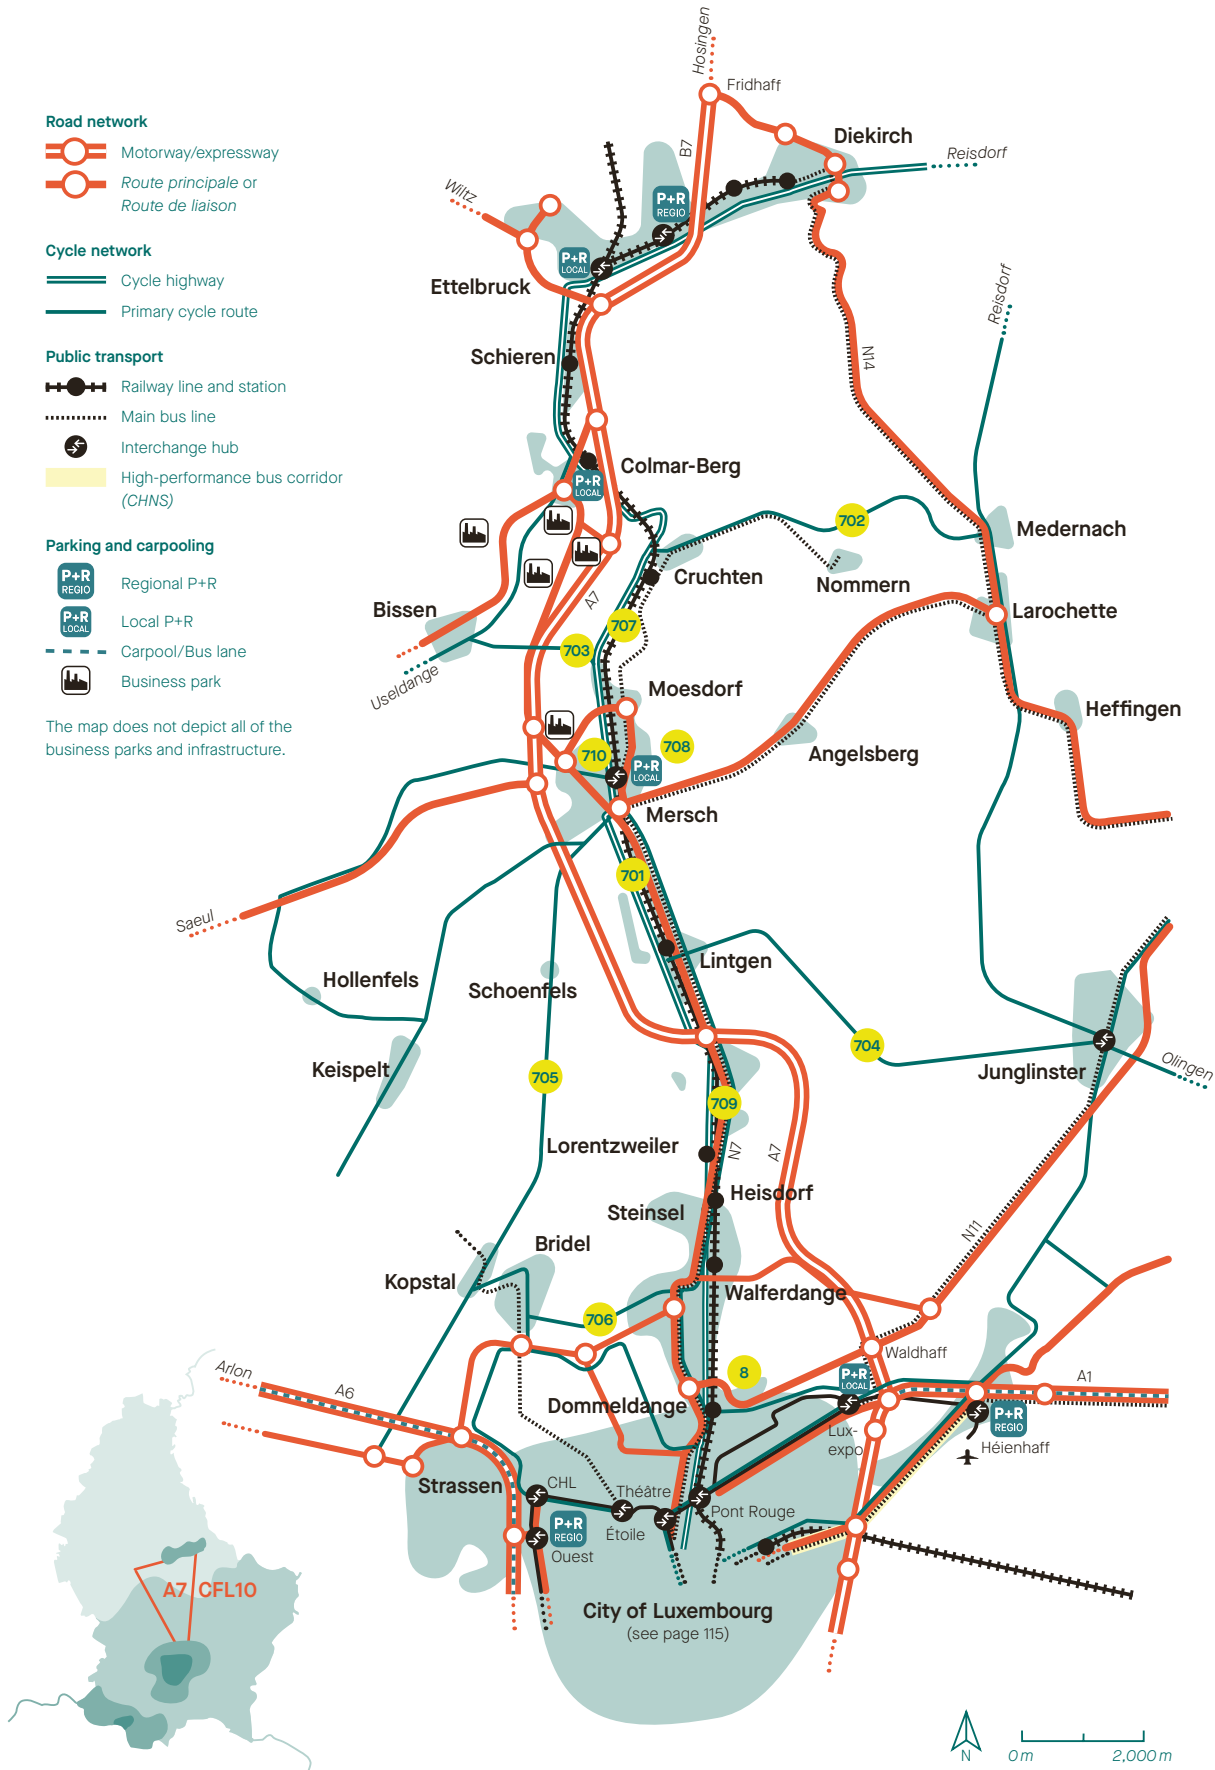 Road network
Motorway/expressway
Route principale or
Route de liaison
Cycle network
Cycle highway
Primary cycle route
Public transport
Railway line and station
Main bus line
Interchange hub
High-performance bus corridor
(CHNS)
Parking and carpooling
P+R
REGIO
Regional P+R
P+R
LOCAL
Local P+R
Carpool/Bus lane
Business park
The map does not depict all of the
business parks and infrastructure.
Hosingen
Fridhaff
B7
Diekirch
Reisdorf
Wiltz
P+R
REGIO
P+R
LOCAL
Ettelbruck
Reisdorf
Schieren
N14
Colmar-Berg
P+R
LOCAL
702
Medernach
Cruchten
Nommern
A7
Bissen
707
Larochette
703
Useldange
Moesdorf
Heffingen
708
710
Angelsberg
P+R
LOCAL
Mersch
701
Saeul
Lintgen
Hollenfels
Schoenfels
704
Keispelt
705
Junglinster
Olingen
709
Lorentzweiler
N7
A7
Heisdorf
Steinsel
N11
Bridel
Kopstal
Walferdange
706
Waldhaff
Arlon
A6
8
P+R
LOCAL
A1
Dommeldange
P+R
REGIO
Lux-
expo
Héienhaff
Strassen
CHL
Théâtre
Pont Rouge
P+R
REGIO
Étoile
Ouest
A7
CFL10
City of Luxembourg
(see page 115)
N
0 m
2,000 m